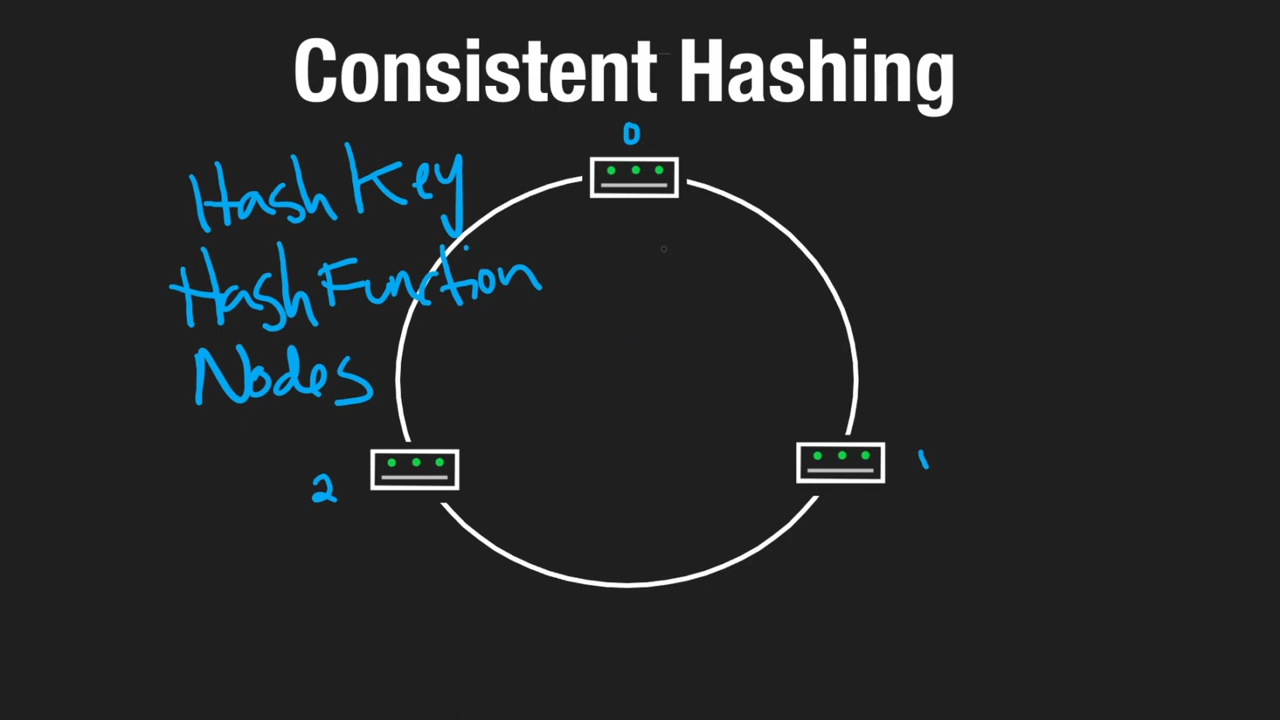 Consistent Hashing
0
Hash Key
Hash Function
Nodes
1
2